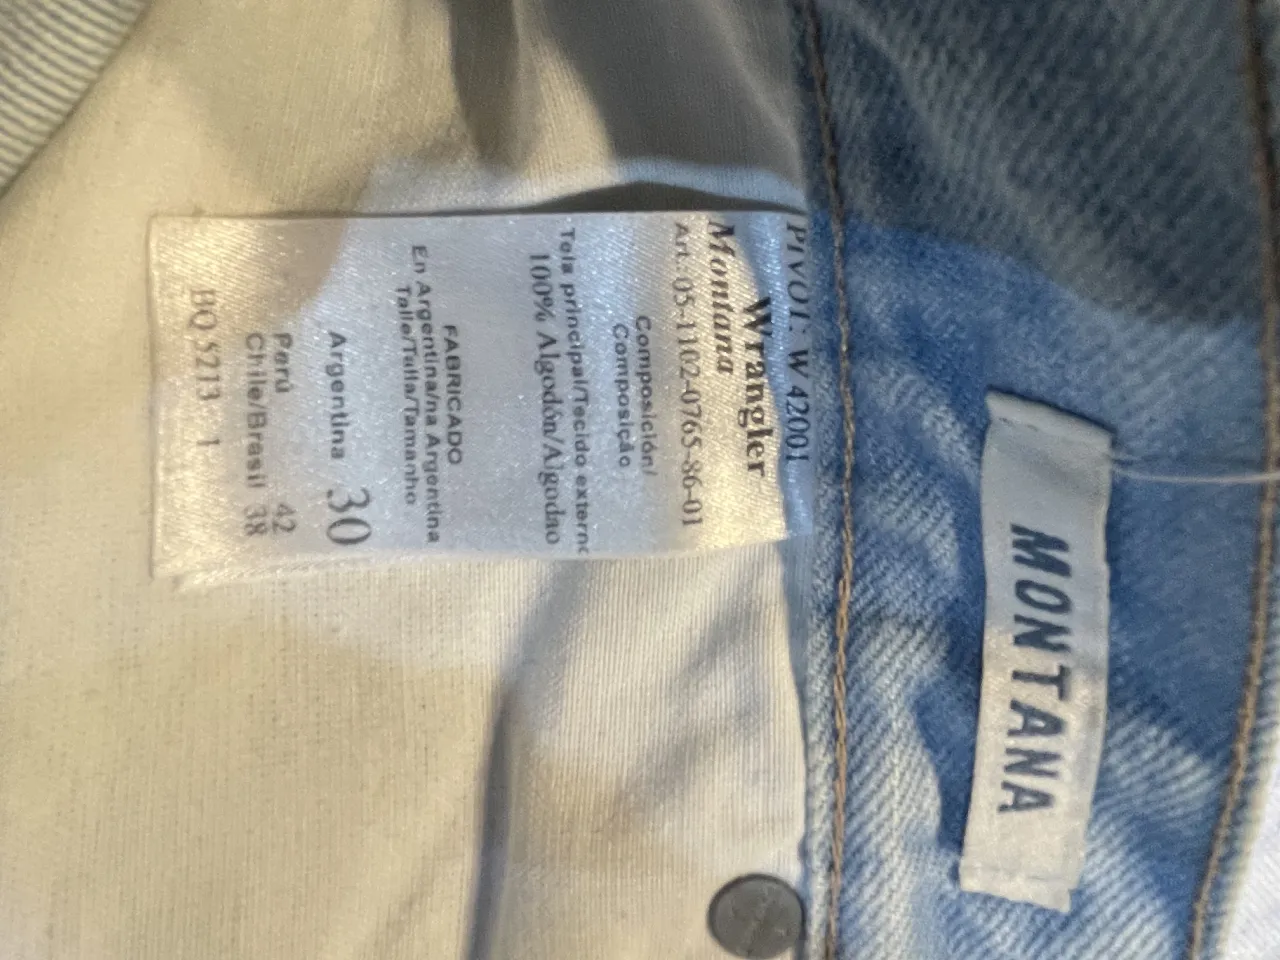 PIVOT: W 42001
Wrangler
Montana
Art.:05-1102-0765-86-01
Composición/
Composição
Tela principal/Tecido externo
100% Algodón/Algodao
FABRICADO
En Argentina/na Argentina
Talle/Talla/Tamanho
Argentina 30
Perú 42
Chile/Brasil 38
BQ 5213 1
MONTANA